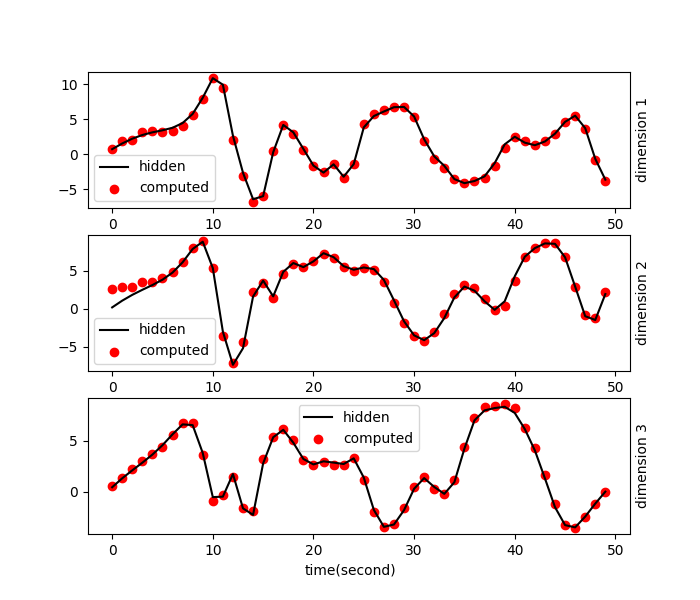 10
5
0
−5
hidden
computed
0 10 20 30 40 50
dimension 1
5
0
−5
hidden
computed
0 10 20 30 40 50
dimension 2
5
0
hidden
computed
0 10 20 30 40 50
dimension 3
time(second)